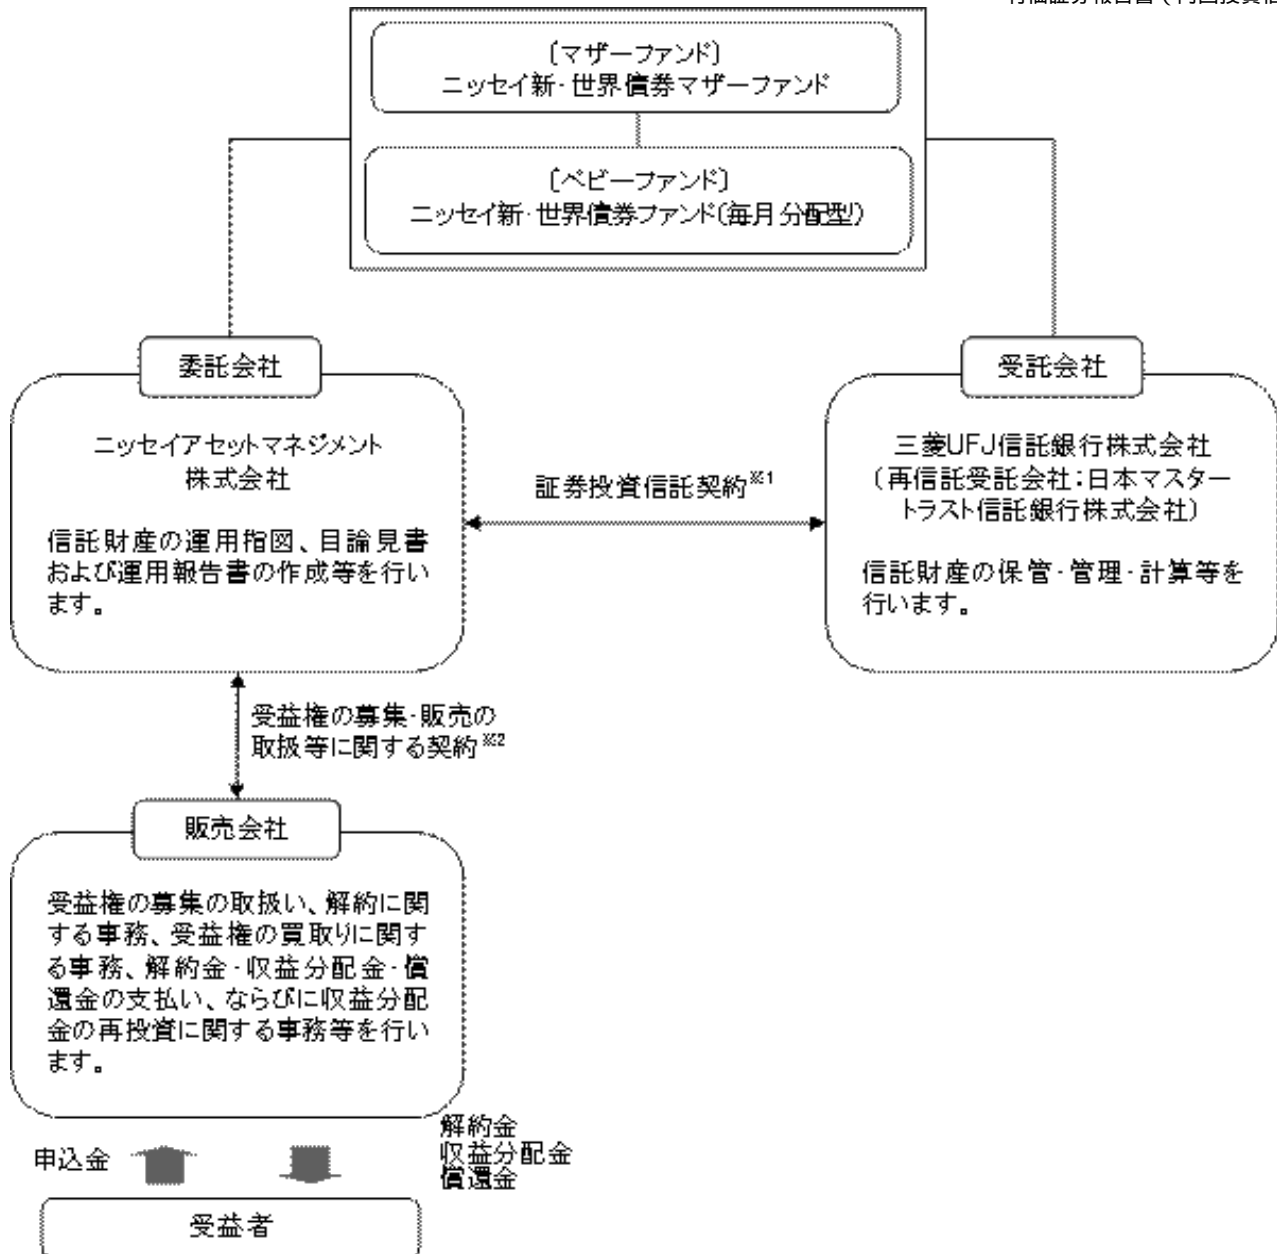 〔マザーファンド〕
ニッセイ新・世界債券マザーファンド
〔ベビーファンド〕
ニッセイ新・世界債券ファンド(毎月分配型)
委託会社
ニッセイアセットマネジメント
株式会社
信託財産の運用指図、目論見書
および運用報告書の作成等を行い
ます。
証券投資信託契約※1
受託会社
三菱UFJ信託銀行株式会社
(再信託受託会社:日本マスター
トラスト信託銀行株式会社)
信託財産の保管・管理・計算等を
行います。
受益権の募集・販売の
取扱等に関する契約※2
販売会社
受益権の募集の取扱い、解約に関
する事務、受益権の買取りに関す
る事務、解約金・収益分配金・償
還金の支払い、ならびに収益分配
金の再投資に関する事務等を行い
ます。
申込金
解約金
収益分配金
償還金
受益者